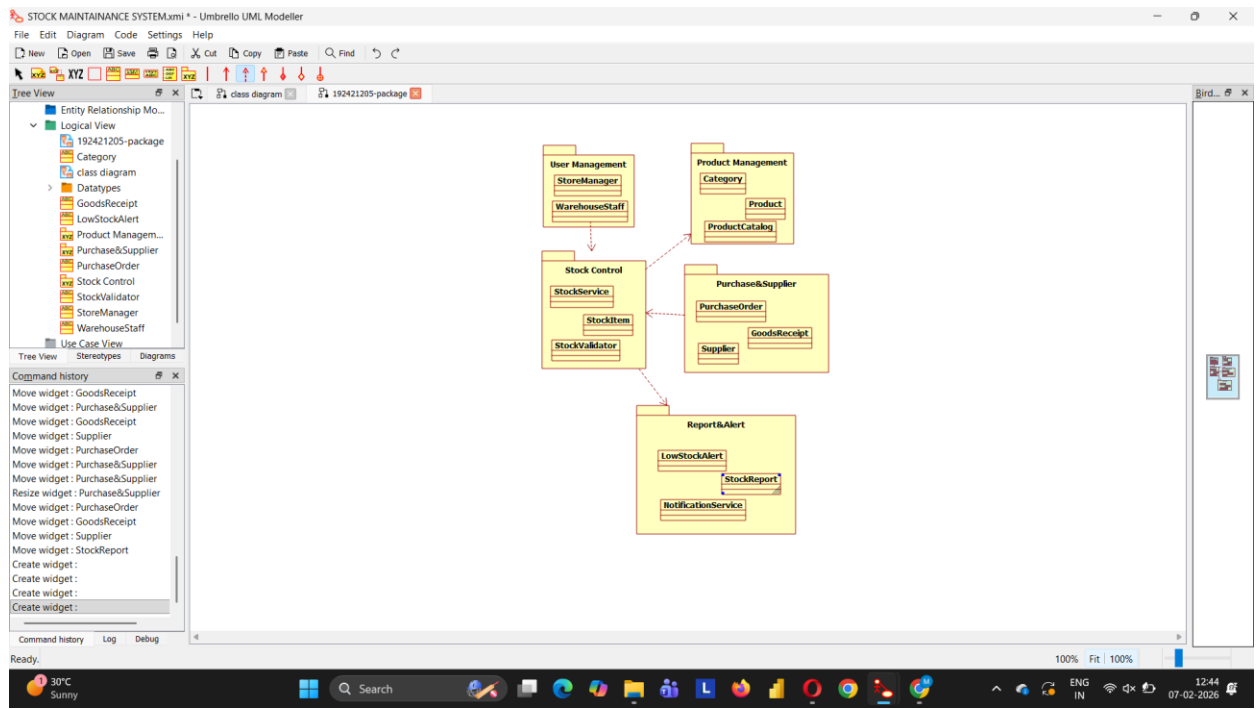 STOCK MAINTAINANCE SYSTEM.xmi * - Umbrello UML Modeller
File Edit Diagram Code Settings Help
New Open Save Cut Copy Paste Find
XYZ
Tree View
class diagram
192421205-package
Bird...
Entity Relationship Mo...
Logical View
192421205-package
Category
class diagram
Datatypes
GoodsReceipt
LowStockAlert
Product Managem...
Purchase&Supplier
PurchaseOrder
Stock Control
StockValidator
StoreManager
WarehouseStaff
Use Case View
Tree View Stereotypes Diagrams
Command history
Move widget : GoodsReceipt
Move widget : Purchase&Supplier
Move widget : GoodsReceipt
Move widget : Supplier
Move widget : PurchaseOrder
Move widget : Purchase&Supplier
Move widget : Purchase&Supplier
Resize widget : Purchase&Supplier
Move widget : PurchaseOrder
Move widget : GoodsReceipt
Move widget : Supplier
Move widget : StockReport
Create widget :
Create widget :
Create widget :
Create widget :
Command history Log Debug
User Management
StoreManager
WarehouseStaff
Product Management
Category
Product
ProductCatalog
Stock Control
StockService
StockItem
StockValidator
Purchase&Supplier
PurchaseOrder
GoodsReceipt
Supplier
Report&Alert
LowStockAlert
StockReport
NotificationService
Ready.
100% Fit 100%
1
30°C
Sunny
Search
L
M
ENG
IN
12:44
07-02-2026